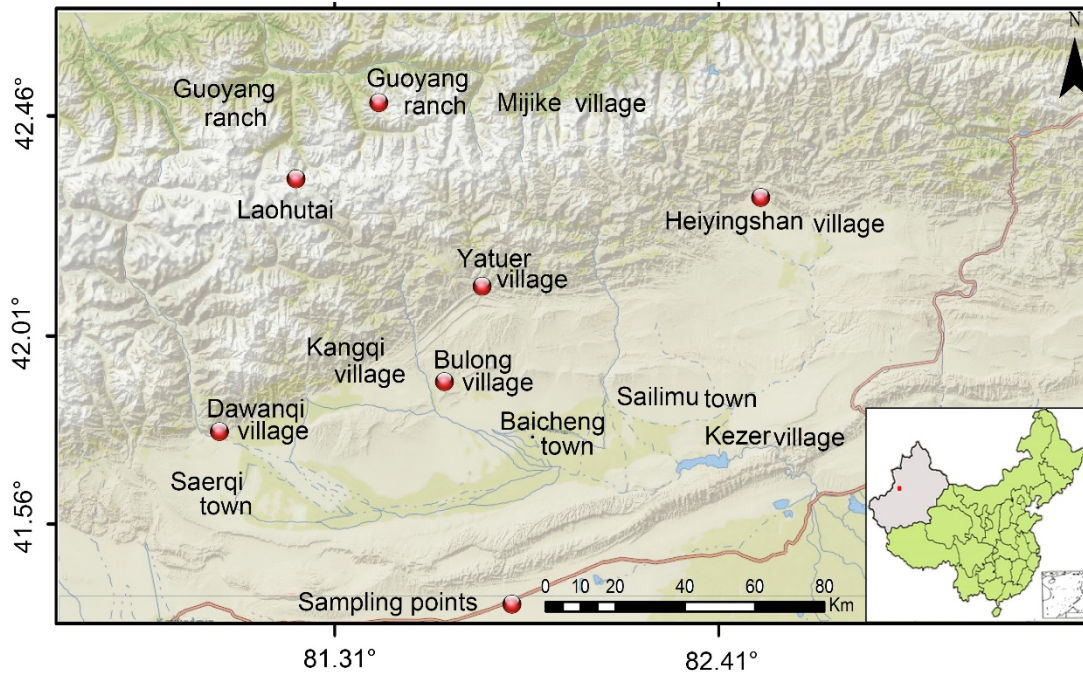 N
42.46°
Guoyang
ranch
Guoyang
ranch
Mijike village
Laohutai
Heiyingshan village
Yatuer
village
42.01°
Kangqi
village
Bulong
village
Dawanqi
village
Baicheng
town
Sailimu town
Kezer village
Saerqi
town
41.56°
Sampling points
0 10 20 40 60 80
Km
81.31°
82.41°